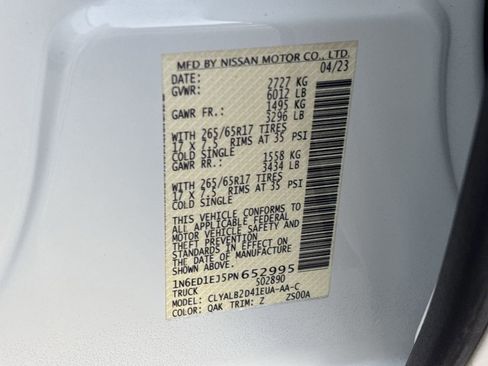 MFD BY NISSAN MOTOR CO., LTD.
DATE: 04/23
GVWR: 2727 KG
6012 LB
GAWR FR.: 1495 KG
3296 LB
WITH 265/65R17 TIRES
17 X 7.5 RIMS AT 35 PSI
COLD SINGLE
GAWR RR.: 1558 KG
3434 LB
WITH 265/65R17 TIRES
17 X 7.5 RIMS AT 35 PSI
COLD SINGLE
THIS VEHICLE CONFORMS TO
ALL APPLICABLE FEDERAL
MOTOR VEHICLE SAFETY AND
THEFT PREVENTION
STANDARDS IN EFFECT ON
THE DATE OF MANUFACTURE
SHOWN ABOVE.
1N6ED1EJ5PN652995
TRUCK 502890
MODEL: CLYALB2D41EUA-AA-C
COLOR: QAK TRIM: Z ZS00A